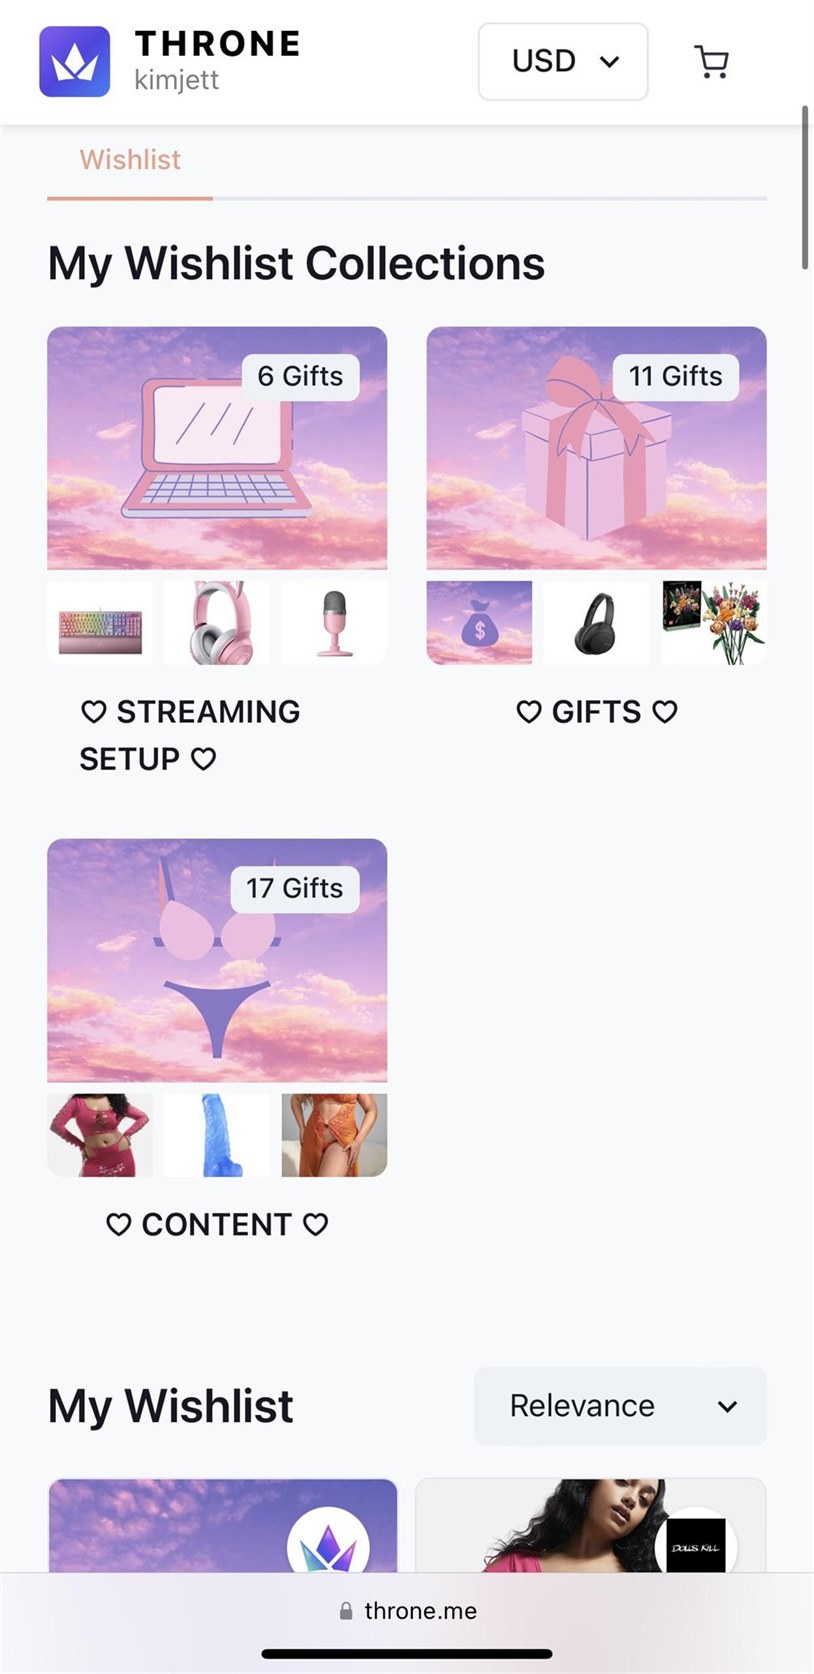 THRONE
kimjett
USD
Wishlist
My Wishlist Collections
6 Gifts
11 Gifts
$
♡ STREAMING
SETUP ♡
♡ GIFTS ♡
17 Gifts
♡ CONTENT ♡
My Wishlist
Relevance
DOLLS KILL
throne.me